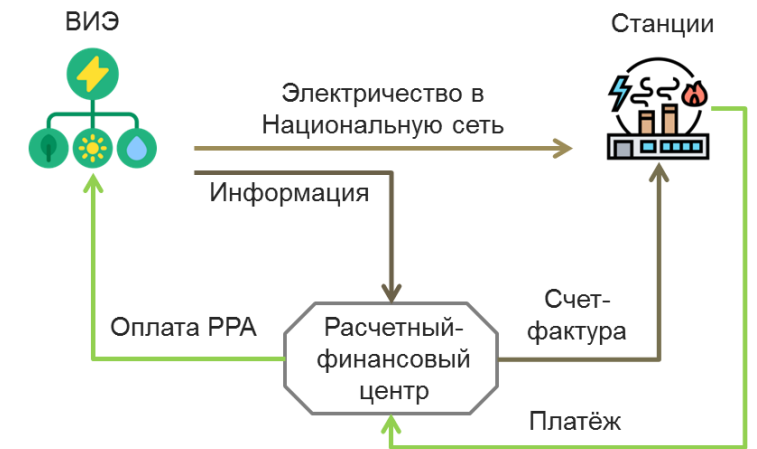 ВИЭ
Станции
Электричество в
Национальную сеть
Информация
Оплата PPA
Расчетный-
финансовый
центр
Счет-
фактура
Платёж